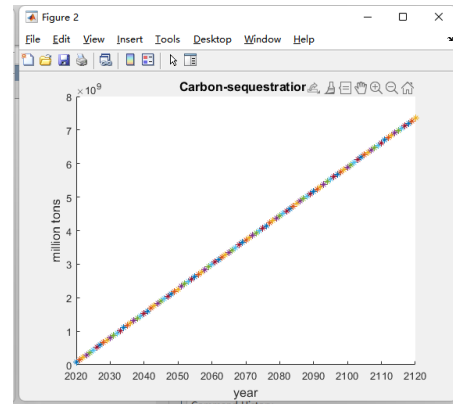 Figure 2
File Edit View Insert Tools Desktop Window Help
Carbon-sequestration
×10^9
8
7
6
5
4
3
2
1
0
million tons
2020 2030 2040 2050 2060 2070 2080 2090 2100 2110 2120
year